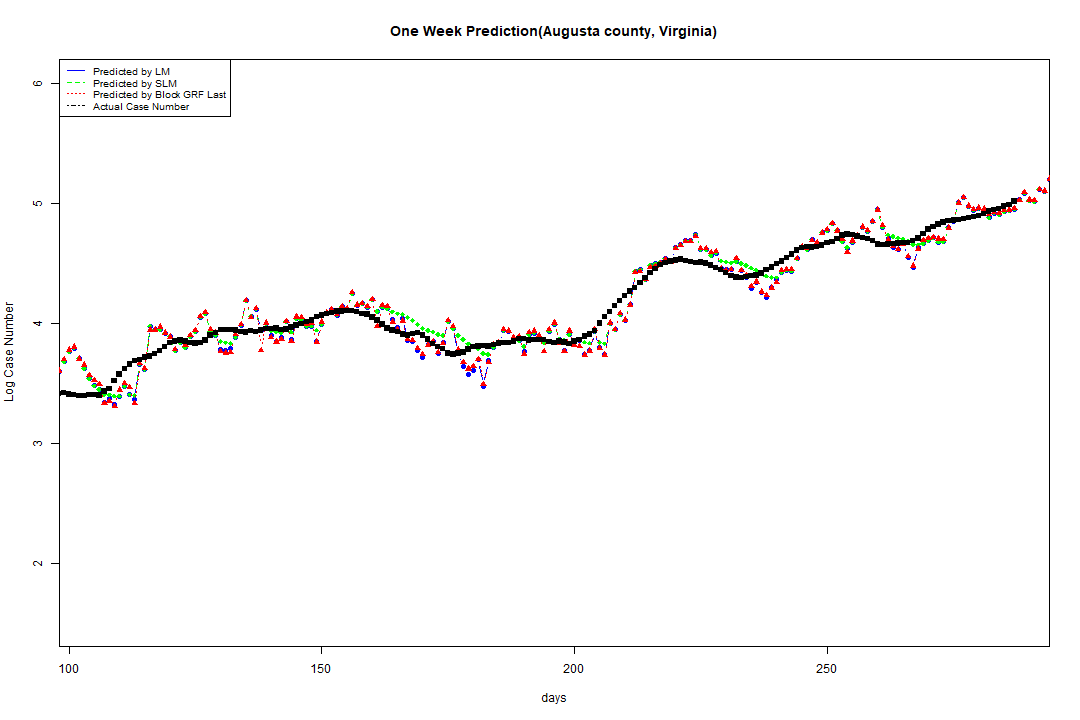 One Week Prediction(Augusta county, Virginia)
Predicted by LM
Predicted by SLM
Predicted by Block GRF Last
Actual Case Number
6
5
4
3
2
Log Case Number
100 150 200 250
days